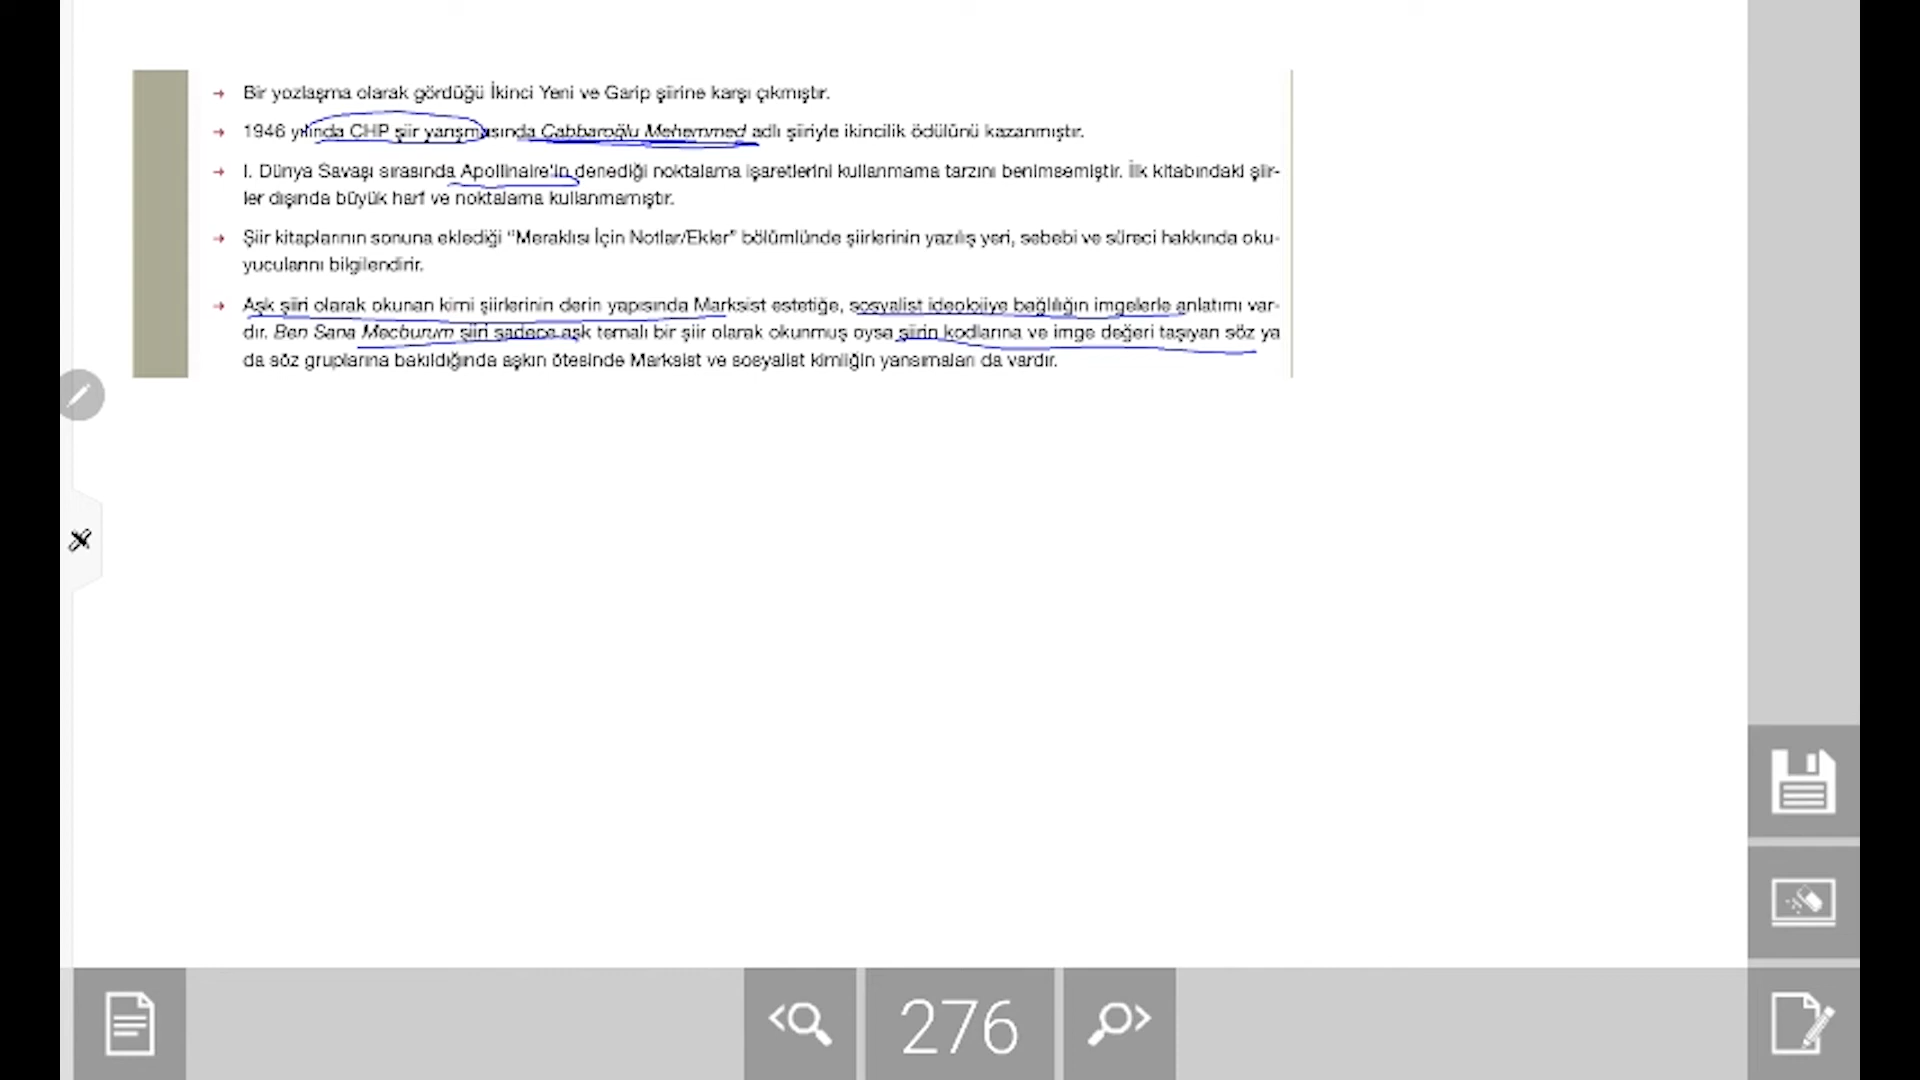 → Bir yozlaşma olarak gördüğü İkinci Yeni ve Garip şiirine karşı çıkmıştır.
→ 1946 yılında CHP şiir yarışmasında Cabbaroğlu Mehemmed adlı şiiriyle ikincilik ödülünü kazanmıştır.
→ I. Dünya Savaşı sırasında Apollinaire'in denediği noktalama işaretlerini kullanmama tarzını benimsemiştir. İlk kitabındaki şiir-
ler dışında büyük harf ve noktalama kullanmamıştır.
→ Şiir kitaplarının sonuna eklediği “Meraklısı İçin Notlar/Ekler” bölümlünde şiirlerinin yazılış yeri, sebebi ve süreci hakkında oku-
yucularını bilgilendirir.
→ Aşk şiiri olarak okunan kimi şiirlerinin derin yapısında Marksist estetiğe, sosyalist ideolojiye bağlılığın imgelerle anlatımı var-
dır. Ben Sana Mecburum şiiri sadece aşk temalı bir şiir olarak okunmuş oysa şiirin kodlarına ve imge değeri taşıyan söz ya
da söz gruplarına bakıldığında aşkın ötesinde Marksist ve sosyalist kimliğin yansımaları da vardır.
276